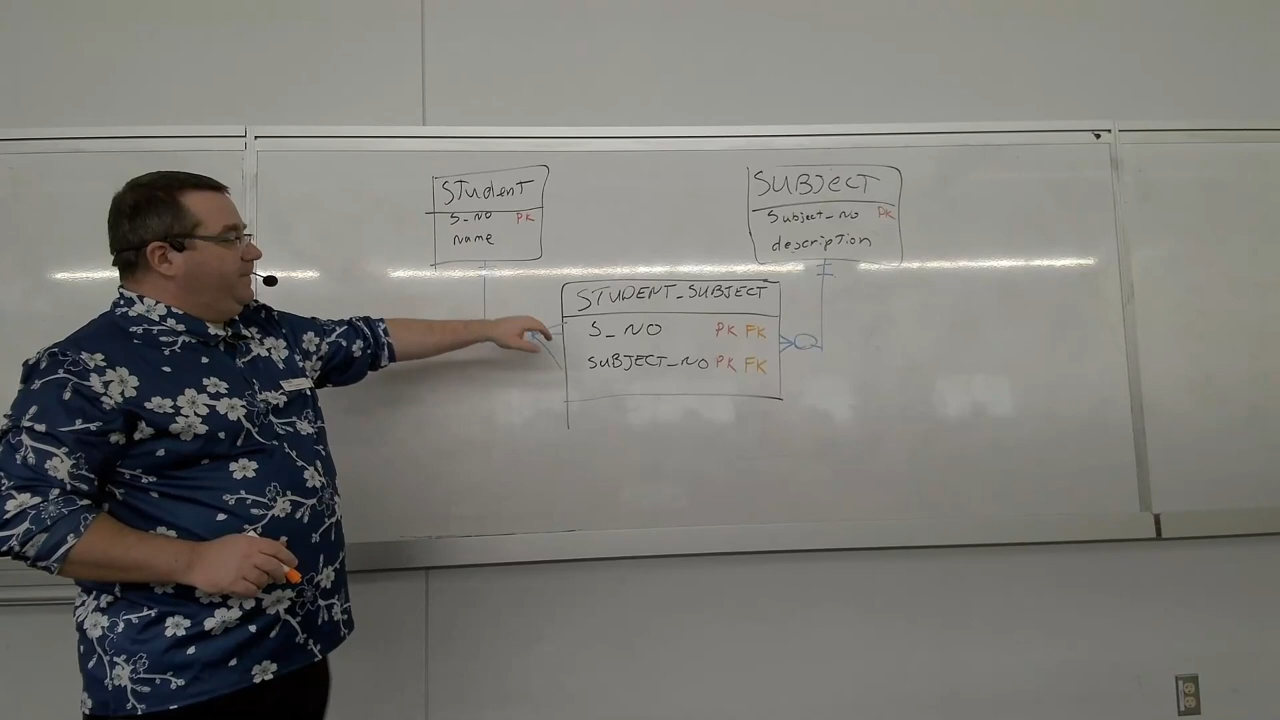 STudenT
S_NO PK
Name
SUBJECT
Subject_no PK
descripTion
STUDENT_SUBJECT
S_NO PK FK
SUBJECT_NO PK FK